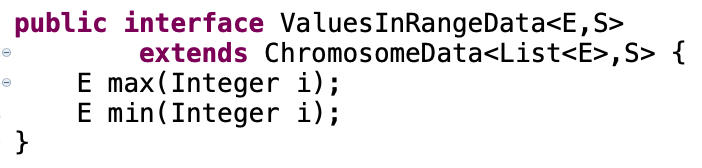 public interface ValuesInRangeData<E,S>
extends ChromosomeData<List<E>,S> {
E max(Integer i);
E min(Integer i);
}